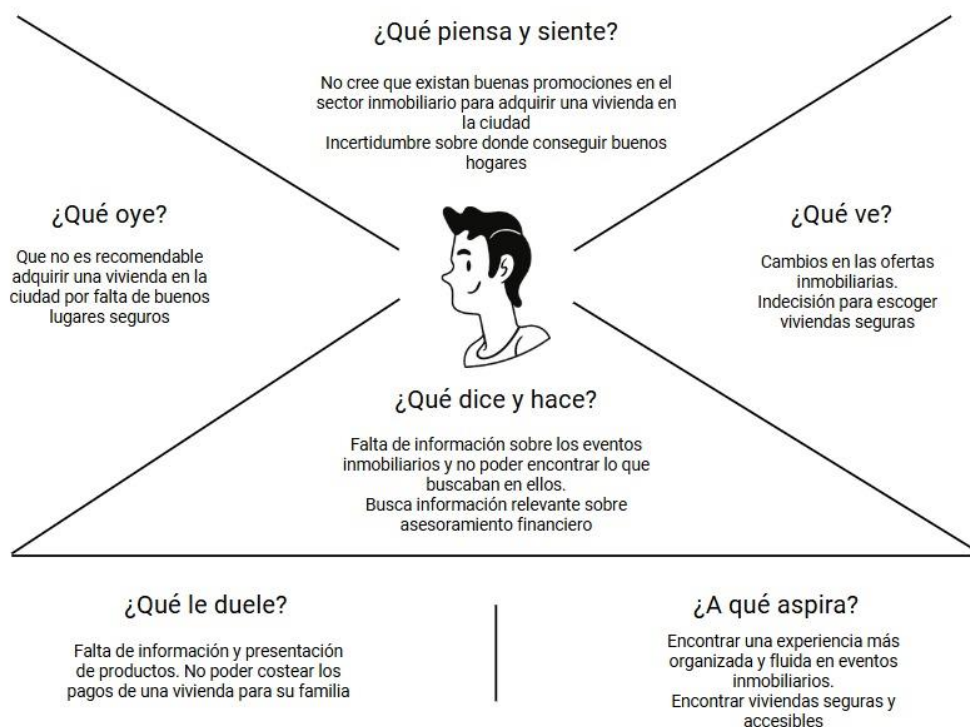 ¿Qué piensa y siente?
No cree que existan buenas promociones en el
sector inmobiliario para adquirir una vivienda en
la ciudad
Incertidumbre sobre donde conseguir buenos
hogares
¿Qué oye?
Que no es recomendable
adquirir una vivienda en la
ciudad por falta de buenos
lugares seguros
¿Qué ve?
Cambios en las ofertas
inmobiliarias.
Indecisión para escoger
viviendas seguras
¿Qué dice y hace?
Falta de información sobre los eventos
inmobiliarios y no poder encontrar lo que
buscaban en ellos.
Busca información relevante sobre
asesoramiento financiero
¿Qué le duele?
Falta de información y presentación
de productos. No poder costear los
pagos de una vivienda para su familia
¿A qué aspira?
Encontrar una experiencia más
organizada y fluida en eventos
inmobiliarios.
Encontrar viviendas seguras y
accesibles